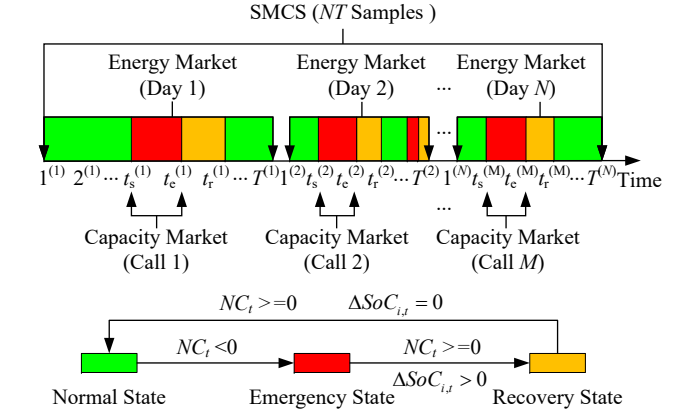 SMCS (NT Samples )
Energy Market Energy Market Energy Market
(Day 1) (Day 2) ... (Day N)
...
1⁽¹⁾ 2⁽¹⁾ ... tₛ⁽¹⁾ tₑ⁽¹⁾ tᵣ⁽¹⁾ ... T⁽¹⁾ 1⁽²⁾ tₛ⁽²⁾ tₑ⁽²⁾ tᵣ⁽²⁾ ... T⁽²⁾ 1⁽ᴺ⁾ tₛ⁽ᴹ⁾ tₑ⁽ᴹ⁾ tᵣ⁽ᴹ⁾ ... T⁽ᴺ⁾ Time
...
Capacity Market Capacity Market Capacity Market
(Call 1) (Call 2) (Call M)
NCₜ >=0 ΔSoCᵢ,ₜ = 0
NCₜ <0 NCₜ >=0
ΔSoCᵢ,ₜ > 0
Normal State Emergency State Recovery State